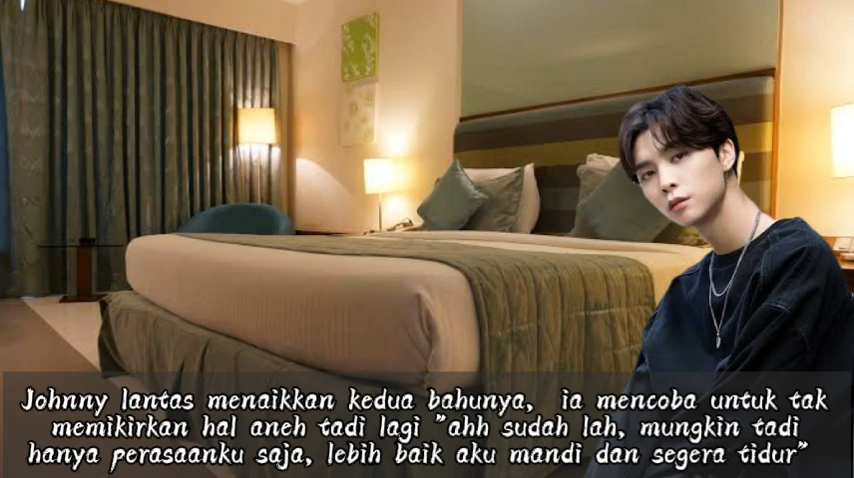 Johnny lantas menaikkan kedua bahunya, ia mencoba untuk tak
memikirkan hal aneh tadi lagi "ahh sudah lah, mungkin tadi
hanya perasaanku saja, lebih baik aku mandi dan segera tidur"